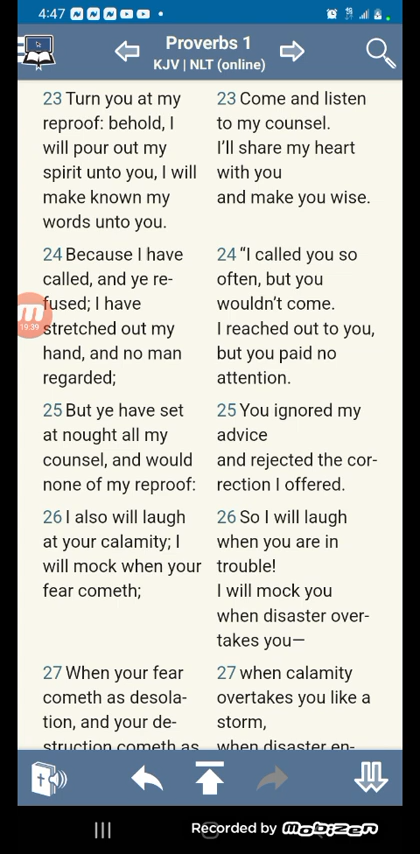 4:47
Proverbs 1
KJV | NLT (online)
23 Turn you at my
reproof: behold, I
will pour out my
spirit unto you, I will
make known my
words unto you.
24 Because I have
called, and ye re-
fused; I have
stretched out my
hand, and no man
regarded;
25 But ye have set
at nought all my
counsel, and would
none of my reproof:
26 I also will laugh
at your calamity; I
will mock when your
fear cometh;
27 When your fear
cometh as desola-
tion, and your de-
struction cometh as
23 Come and listen
to my counsel.
I'll share my heart
with you
and make you wise.
24 “I called you so
often, but you
wouldn't come.
I reached out to you,
but you paid no
attention.
25 You ignored my
advice
and rejected the cor-
rection I offered.
26 So I will laugh
when you are in
trouble!
I will mock you
when disaster over-
takes you—
27 when calamity
overtakes you like a
storm,
when disaster en-
19:39
Recorded by mobizen